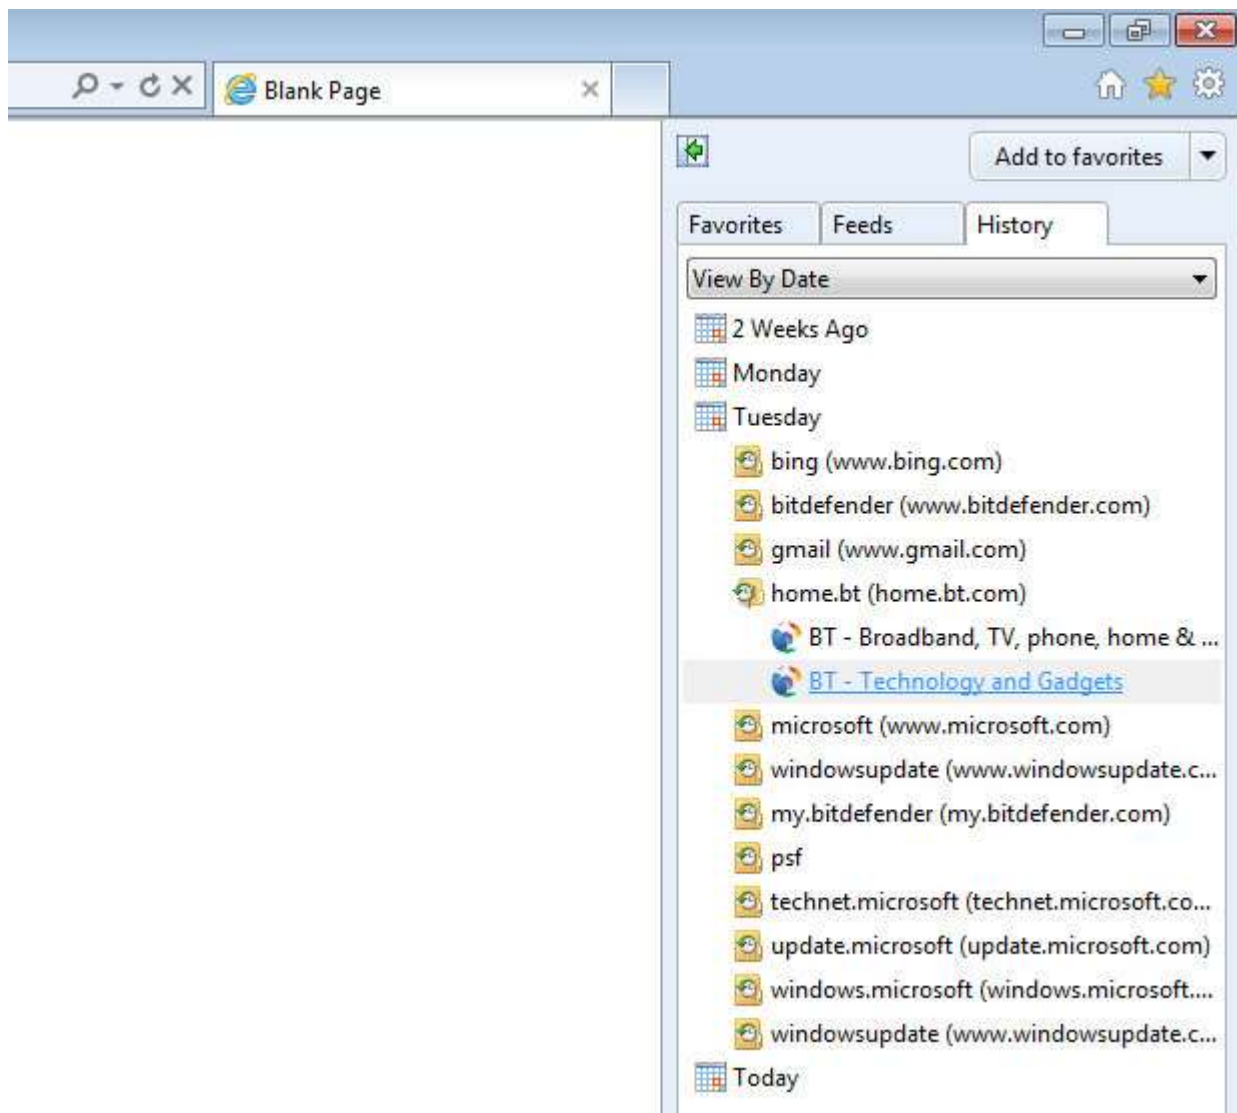 Blank Page
Add to favorites
Favorites Feeds History
View By Date
2 Weeks Ago
Monday
Tuesday
bing (www.bing.com)
bitdefender (www.bitdefender.com)
gmail (www.gmail.com)
home.bt (home.bt.com)
BT - Broadband, TV, phone, home & ...
BT - Technology and Gadgets
microsoft (www.microsoft.com)
windowsupdate (www.windowsupdate.c...
my.bitdefender (my.bitdefender.com)
psf
technet.microsoft (technet.microsoft.co...
update.microsoft (update.microsoft.com)
windows.microsoft (windows.microsoft....
windowsupdate (www.windowsupdate.c...
Today